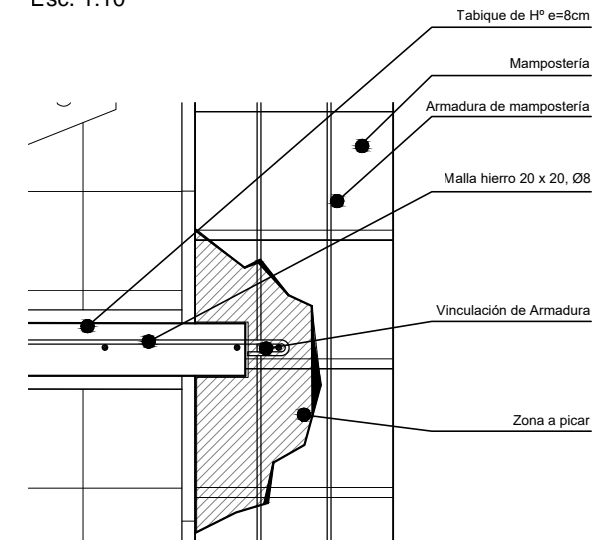 Esc. 1:10
Tabique de Hº e=8cm
Mampostería
Armadura de mampostería
Malla hierro 20 x 20, Ø8
Vinculación de Armadura
Zona a picar